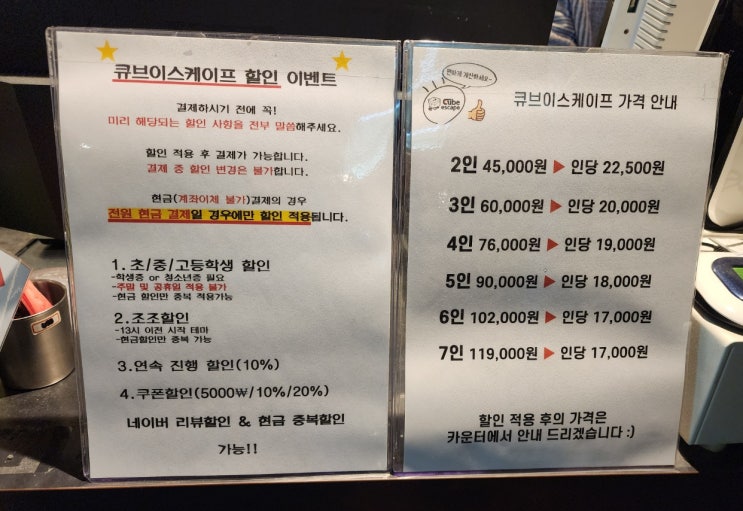 큐브이스케이프 할인 이벤트
결제하시기 전에 꼭!
미리 해당되는 할인 사항을 전부 말씀해주세요.
할인 적용 후 결제가 가능합니다.
결제 중 할인 변경은 불가합니다.
현금(계좌이체 불가)결제의 경우
전원 현금 결제일 경우에만 할인 적용됩니다.
1. 초/중/고등학생 할인
-학생증 or 청소년증 필요
-주말 및 공휴일 적용 불가
-현금 할인만 중복 적용가능
2. 조조할인
-13시 이전 시작 테마
-현금할인만 중복 가능
3. 연속 진행 할인(10%)
4. 쿠폰할인(5000₩/10%/20%)
네이버 리뷰할인 & 현금 중복할인
가능!!
편하게 계산하세요~
Cube
escape
큐브이스케이프 가격 안내
2인 45,000원 ▶ 인당 22,500원
3인 60,000원 ▶ 인당 20,000원
4인 76,000원 ▶ 인당 19,000원
5인 90,000원 ▶ 인당 18,000원
6인 102,000원 ▶ 인당 17,000원
7인 119,000원 ▶ 인당 17,000원
할인 적용 후의 가격은
카운터에서 안내 드리겠습니다 :)